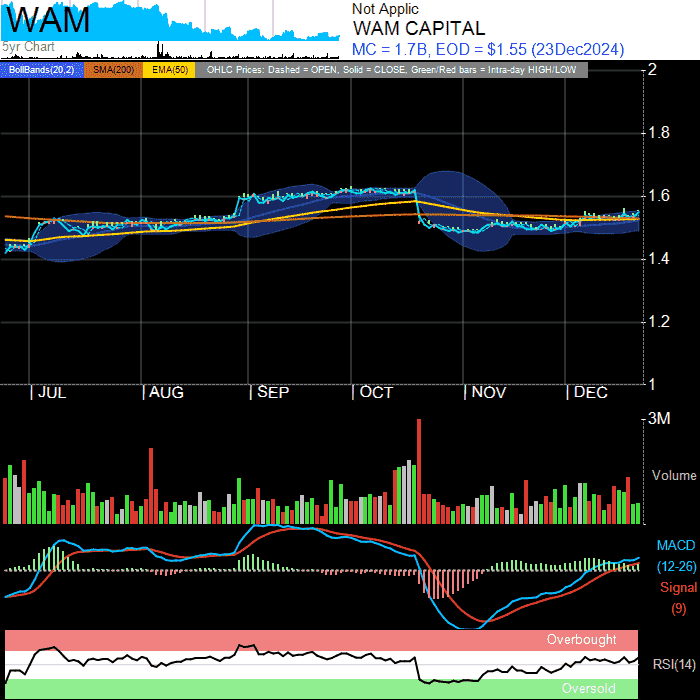 WAM
5yr Chart
Not Applic
WAM CAPITAL
MC = 1.7B, EOD = $1.55 (23Dec2024)
BollBands(20,2) SMA(200) EMA(50) OHLC Prices: Dashed = OPEN, Solid = CLOSE, Green/Red bars = Intra-day HIGH/LOW
2
1.8
1.6
1.4
1.2
1
| JUL | AUG | SEP | OCT | NOV | DEC
3M
Volume
MACD
(12-26)
Signal
(9)
Overbought
RSI(14)
Oversold